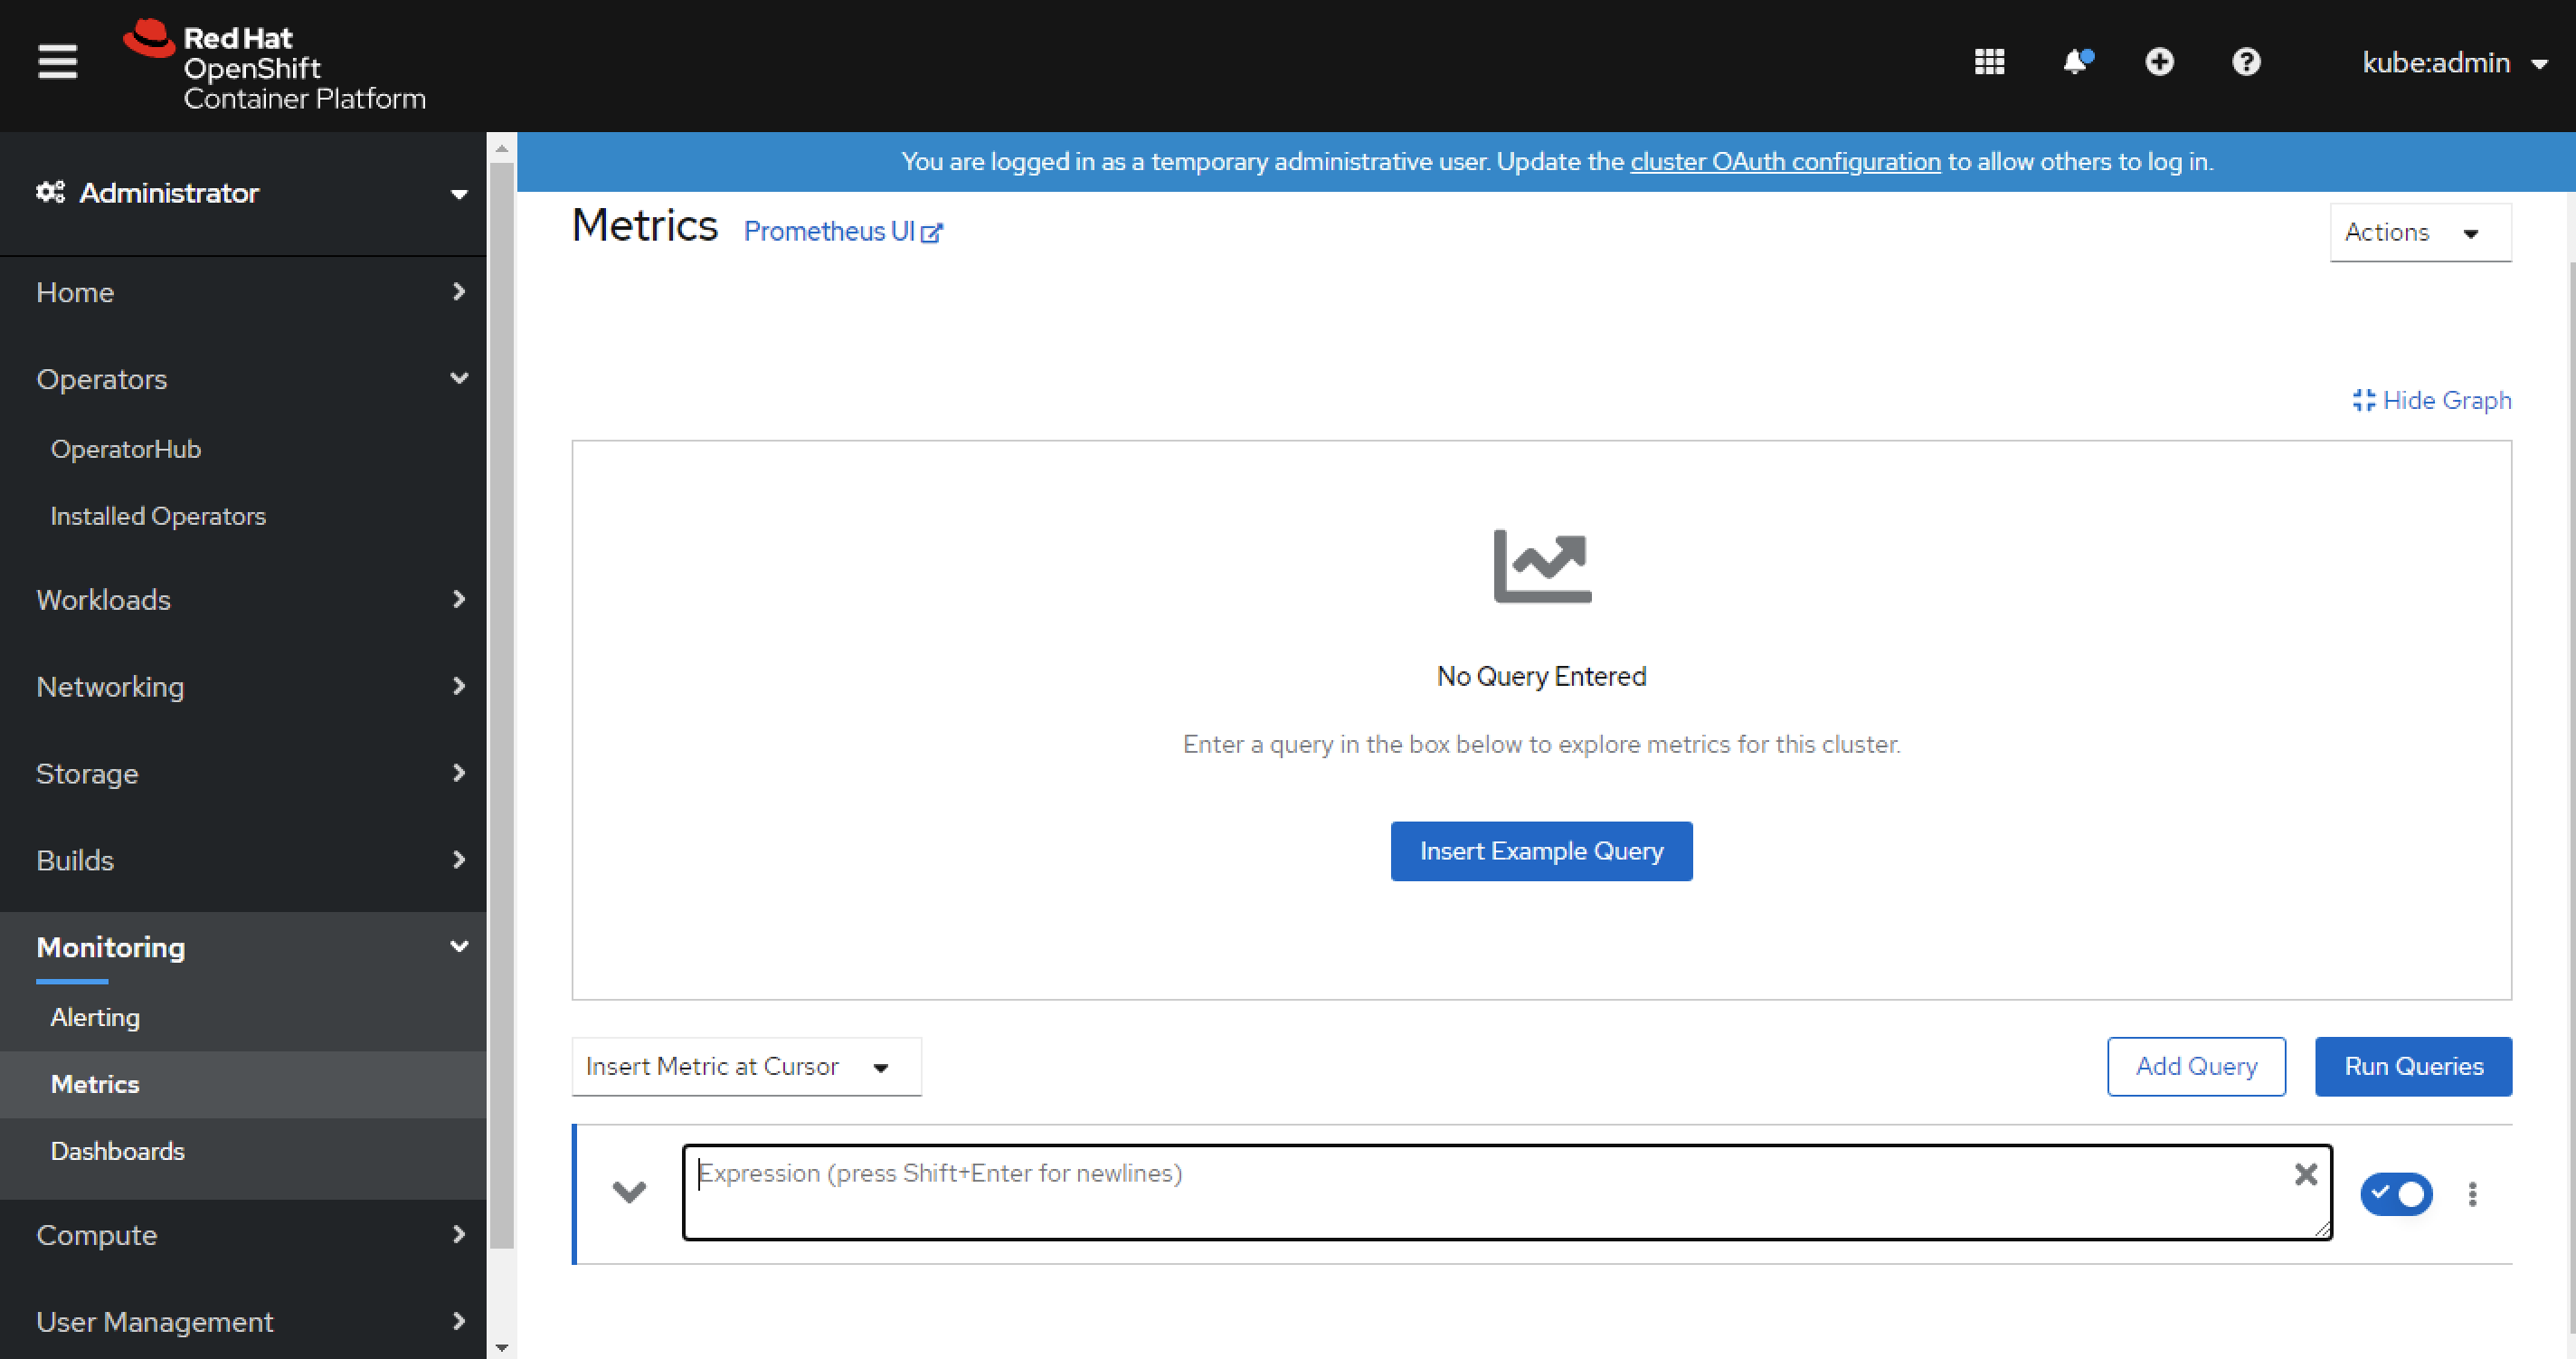 Red Hat
OpenShift
Container Platform
kube:admin
Administrator
Home
Operators
OperatorHub
Installed Operators
Workloads
Networking
Storage
Builds
Monitoring
Alerting
Metrics
Dashboards
Compute
User Management
You are logged in as a temporary administrative user. Update the cluster OAuth configuration to allow others to log in.
Metrics Prometheus UI
Actions
Hide Graph
No Query Entered
Enter a query in the box below to explore metrics for this cluster.
Insert Example Query
Insert Metric at Cursor
Add Query
Run Queries
Expression (press Shift+Enter for newlines)